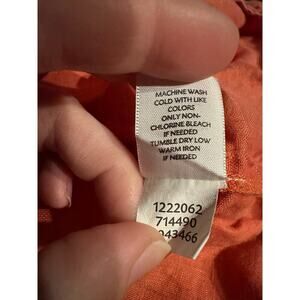 MACHINE WASH
COLD WITH LIKE
COLORS
ONLY NON-
CHLORINE BLEACH
IF NEEDED
TUMBLE DRY LOW
WARM IRON
IF NEEDED
1222062
714490